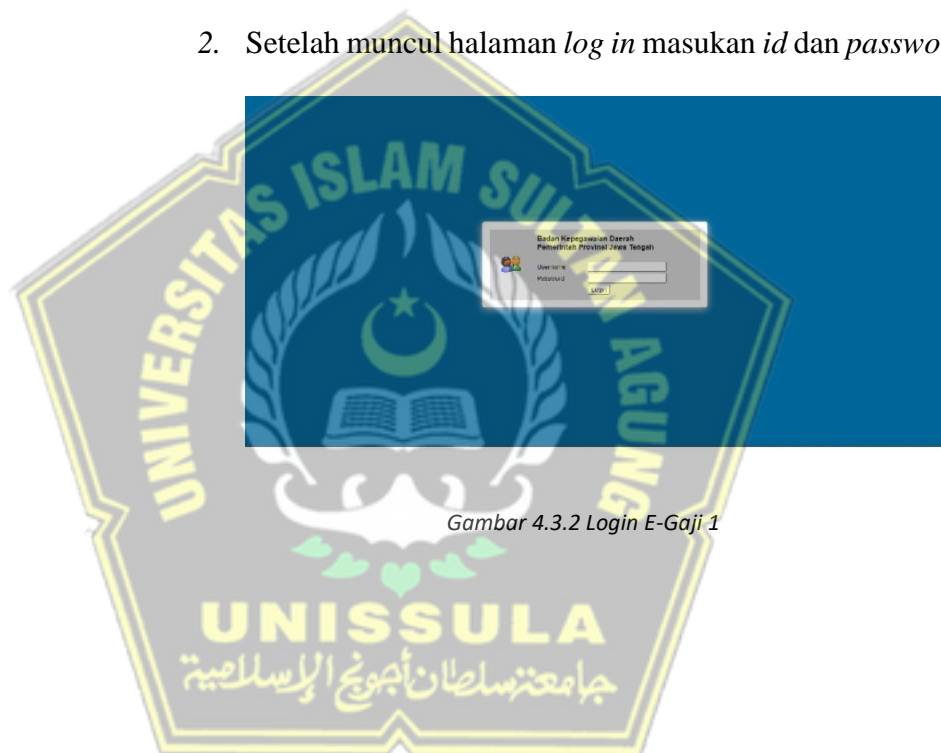 2. Setelah muncul halaman log in masukan id dan passwo
UNIVERSITAS ISLAM SULTAN AGUNG
Badan Kepegawaian Daerah
Pemerintah Provinsi Jawa Tengah
Username
Password
Login
Gambar 4.3.2 Login E-Gaji 1
UNISSULA
جامعة سلطان أجونج الإسلامية